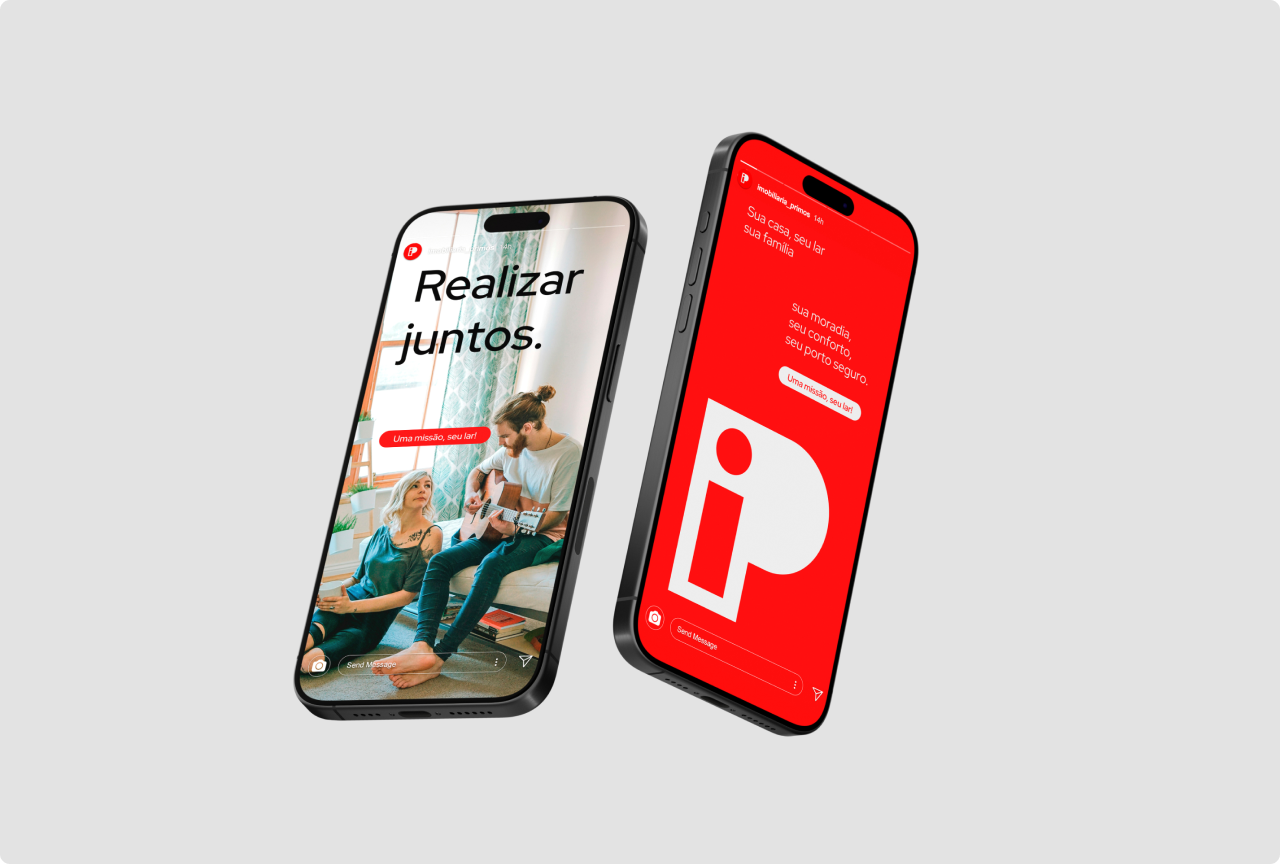 14h
Realizar
juntos.
Uma missão, seu lar!
Send Message
imobiliaria_primos 14h
Sua casa, seu lar
sua família
sua moradia,
seu conforto,
seu porto seguro.
Uma missão, seu lar!
iP
Send Message